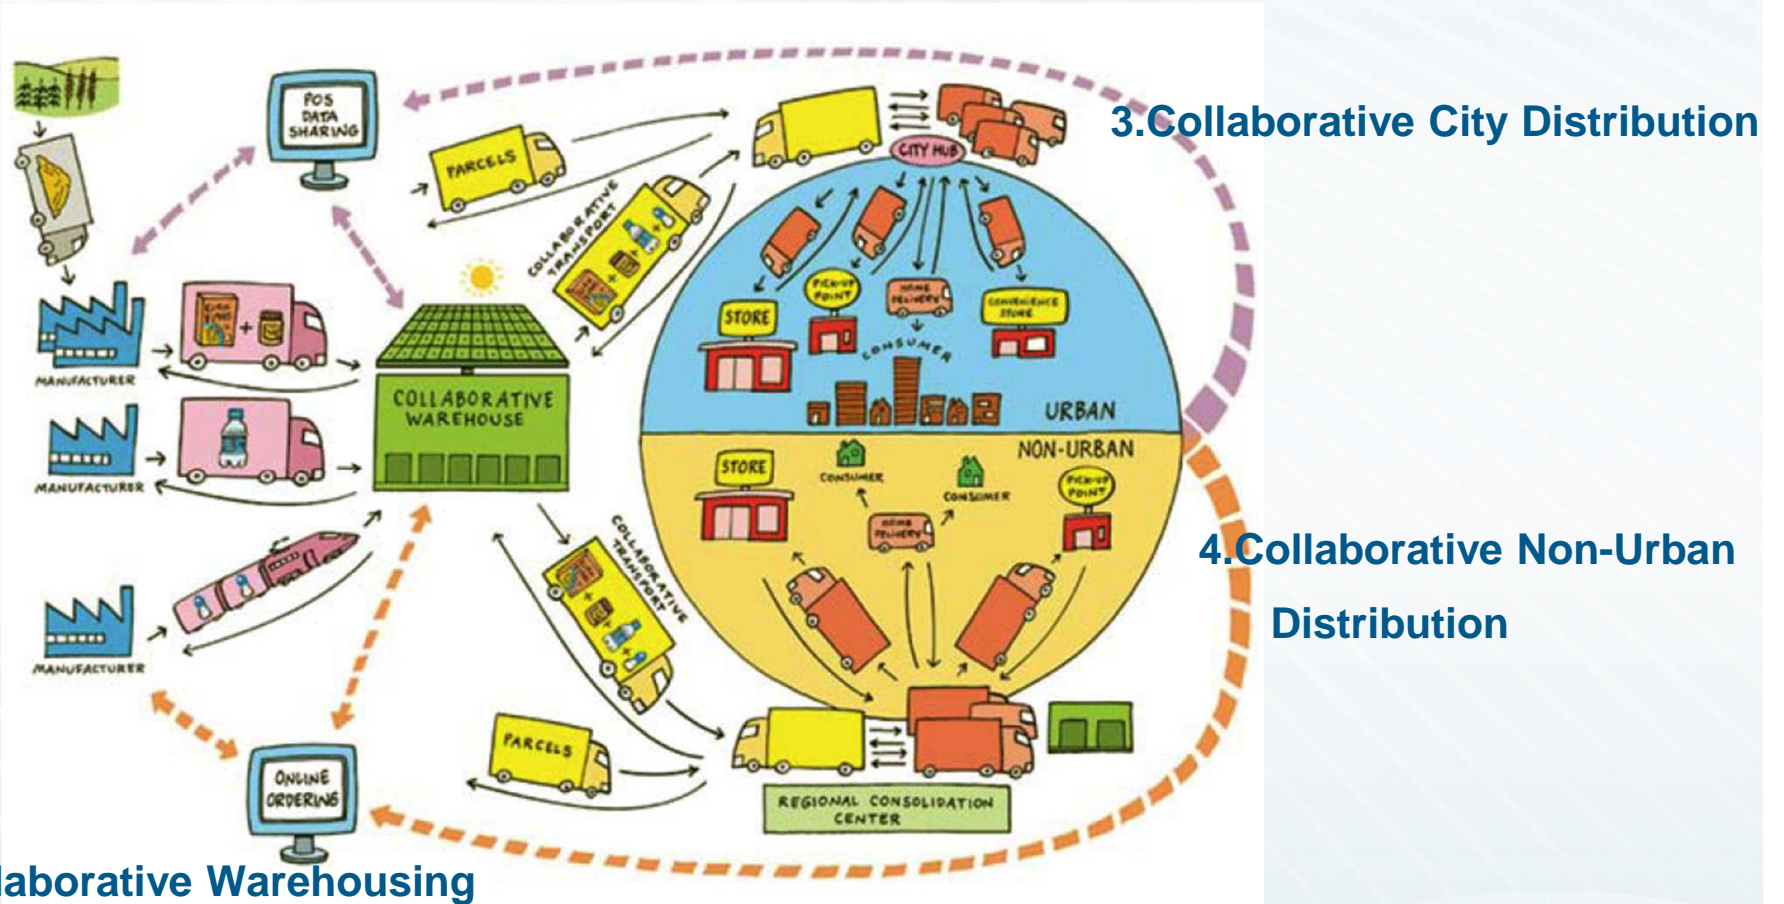 POS
DATA
SHARING
PARCELS
COLLABORATIVE
TRANSPORT
CITY HUB
3.Collaborative City Distribution
MANUFACTURER
MANUFACTURER
MANUFACTURER
COLLABORATIVE
WAREHOUSE
STORE
PICK-UP
POINT
HOME
DELIVERY
CONVENIENCE
STORE
CONSUMER
URBAN
NON-URBAN
STORE
CONSUMER
CONSUMER
PICK-UP
POINT
HOME
DELIVERY
4.Collaborative Non-Urban
Distribution
COLLABORATIVE
TRANSPORT
PARCELS
ONLINE
ORDERING
REGIONAL CONSOLIDATION
CENTER
laborative Warehousing